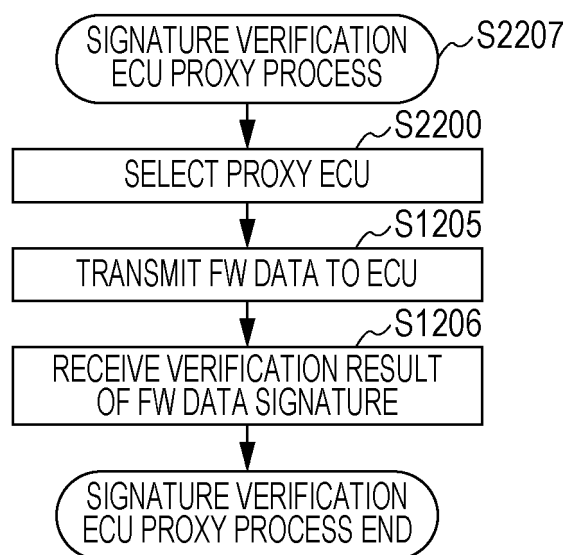 SIGNATURE VERIFICATION
ECU PROXY PROCESS
S2207
S2200
SELECT PROXY ECU
S1205
TRANSMIT FW DATA TO ECU
S1206
RECEIVE VERIFICATION RESULT
OF FW DATA SIGNATURE
SIGNATURE VERIFICATION
ECU PROXY PROCESS END